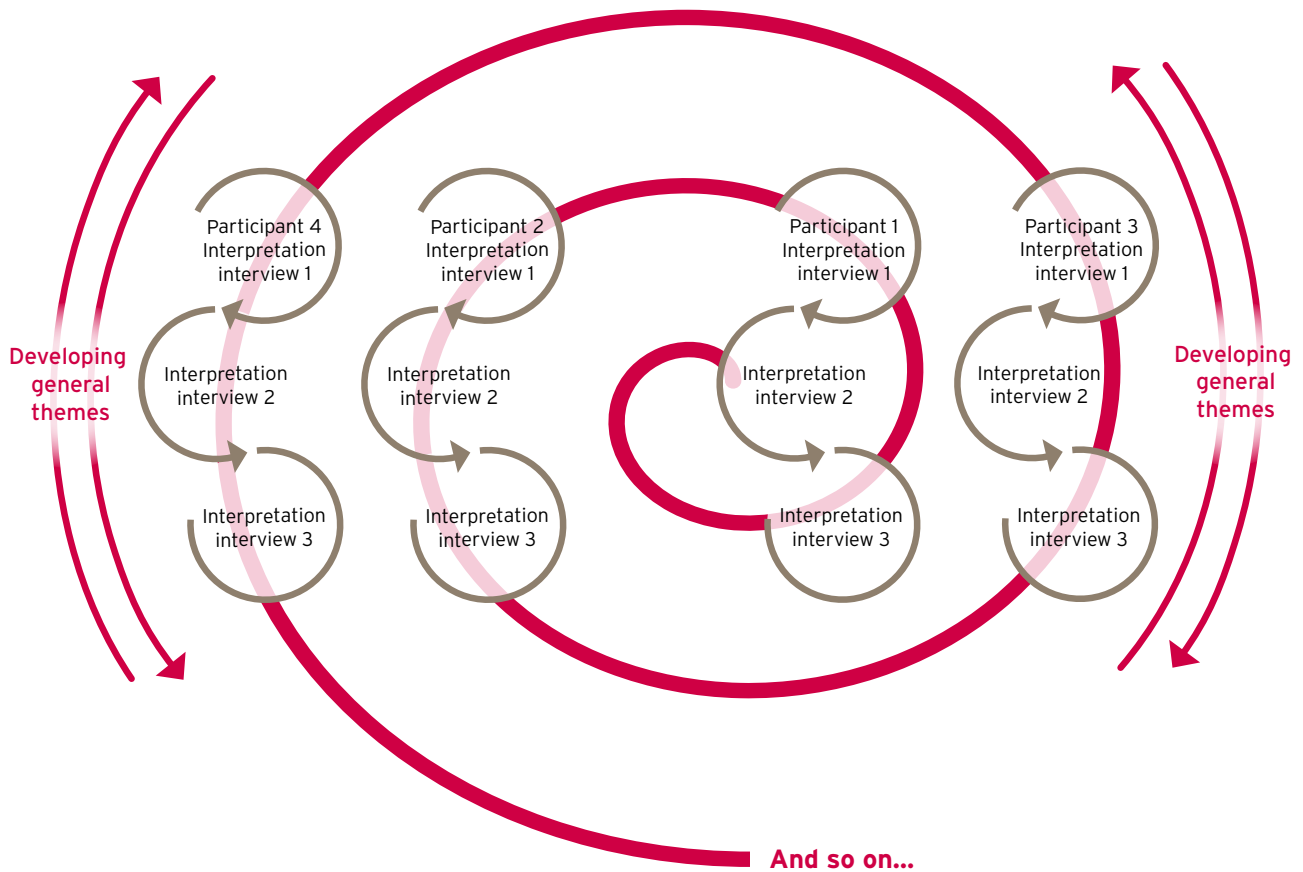 Participant 4
Interpretation
interview 1
Participant 2
Interpretation
interview 1
Participant 1
Interpretation
interview 1
Participant 3
Interpretation
interview 1
Developing
general
themes
Interpretation
interview 2
Interpretation
interview 2
Interpretation
interview 2
Interpretation
interview 2
Developing
general
themes
Interpretation
interview 3
Interpretation
interview 3
Interpretation
interview 3
Interpretation
interview 3
And so on...